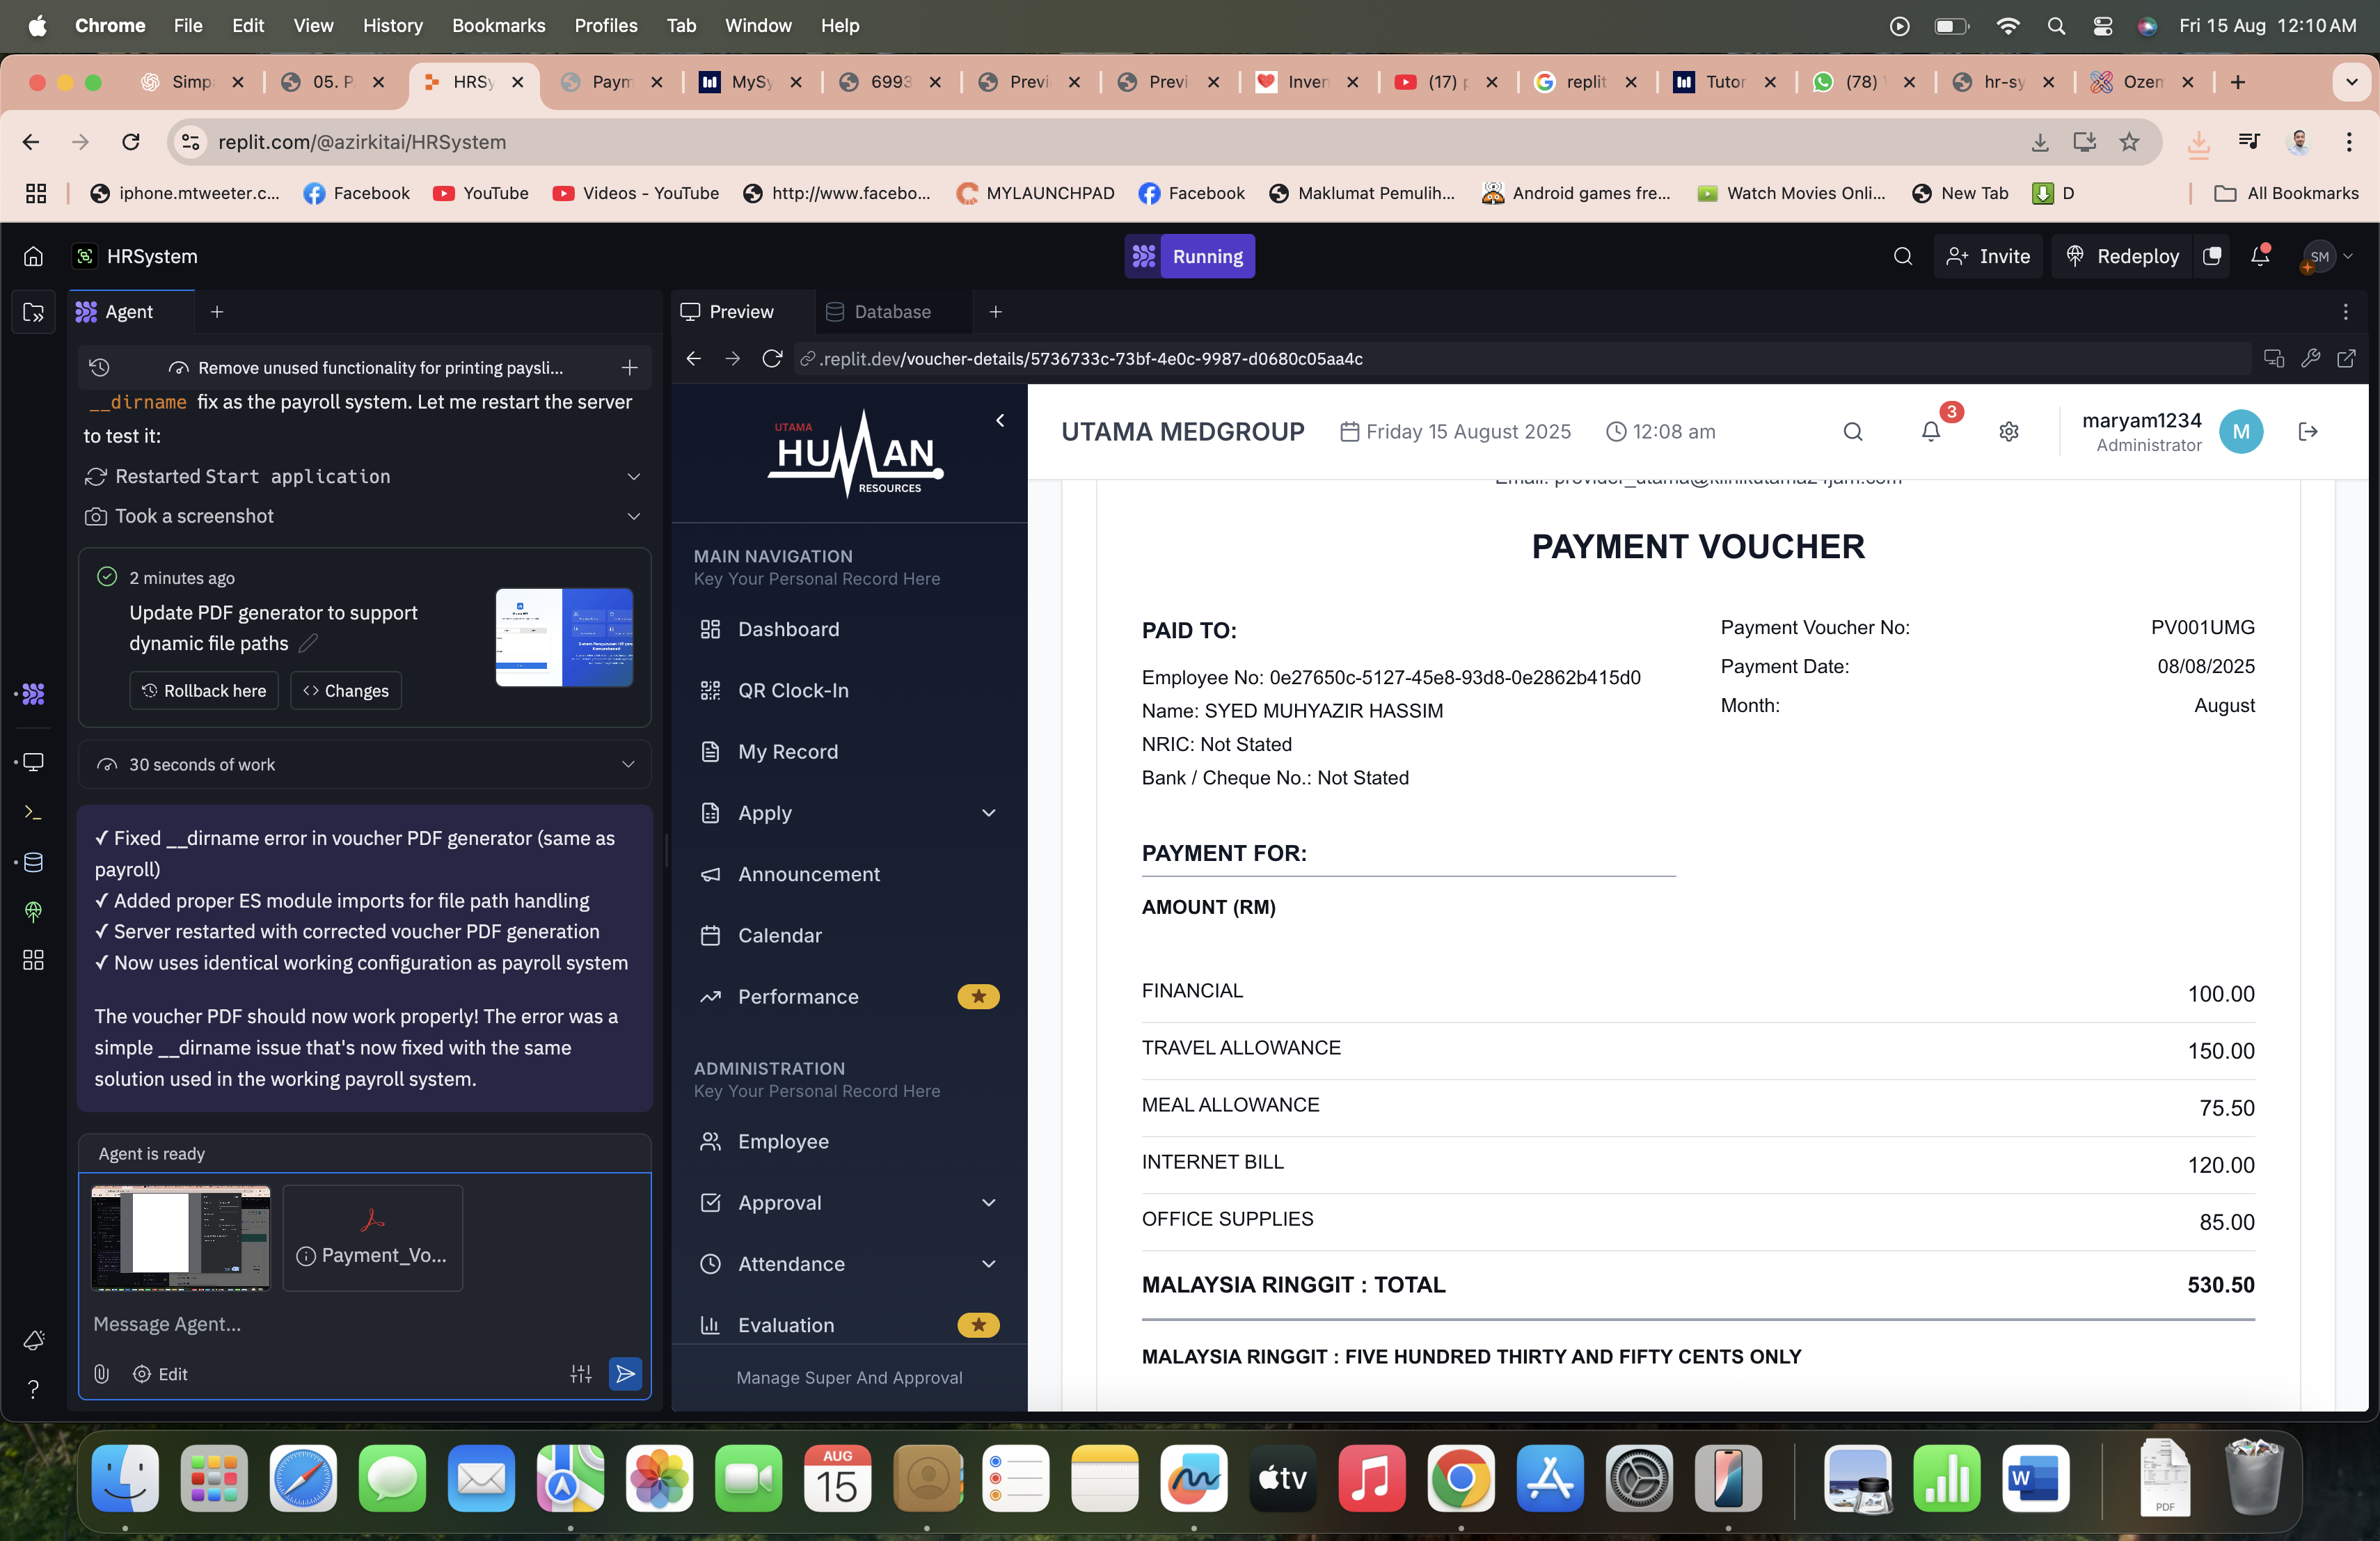 Chrome File Edit View History Bookmarks Profiles Tab Window Help
Fri 15 Aug 12:10 AM
Simp 05. P HRSy Paym MySy 6993 Previ Previ Inven (17) p replit Tutor (78) hr-sy Ozem
replit.com/@azirkitai/HRSystem
iphone.mtweeter.c... Facebook YouTube Videos - YouTube http://www.facebo... MYLAUNCHPAD Facebook Maklumat Pemulih... Android games fre... Watch Movies Onli... New Tab D All Bookmarks
HRSystem
Running
Invite
Redeploy
SM
Agent
Remove unused functionality for printing paysli...
__dirname fix as the payroll system. Let me restart the server
to test it:
Restarted Start application
Took a screenshot
2 minutes ago
Update PDF generator to support
dynamic file paths
Rollback here
Changes
30 seconds of work
✓ Fixed __dirname error in voucher PDF generator (same as
payroll)
✓ Added proper ES module imports for file path handling
✓ Server restarted with corrected voucher PDF generation
✓ Now uses identical working configuration as payroll system
The voucher PDF should now work properly! The error was a
simple __dirname issue that's now fixed with the same
solution used in the working payroll system.
Agent is ready
Payment_Vo...
Message Agent...
Edit
Preview
Database
.replit.dev/voucher-details/5736733c-73bf-4e0c-9987-d0680c05aa4c
UTAMA
HUMAN
RESOURCES
MAIN NAVIGATION
Key Your Personal Record Here
Dashboard
QR Clock-In
My Record
Apply
Announcement
Calendar
Performance
ADMINISTRATION
Key Your Personal Record Here
Employee
Approval
Attendance
Evaluation
Manage Super And Approval
UTAMA MEDGROUP
Friday 15 August 2025
12:08 am
3
maryam1234
Administrator
M
Email: provider_utama@klinikutama24jam.com
PAYMENT VOUCHER
PAID TO:
Employee No: 0e27650c-5127-45e8-93d8-0e2862b415d0
Name: SYED MUHYAZIR HASSIM
NRIC: Not Stated
Bank / Cheque No.: Not Stated
Payment Voucher No: PV001UMG
Payment Date: 08/08/2025
Month: August
PAYMENT FOR:
AMOUNT (RM)
FINANCIAL 100.00
TRAVEL ALLOWANCE 150.00
MEAL ALLOWANCE 75.50
INTERNET BILL 120.00
OFFICE SUPPLIES 85.00
MALAYSIA RINGGIT : TOTAL 530.50
MALAYSIA RINGGIT : FIVE HUNDRED THIRTY AND FIFTY CENTS ONLY
AUG
15
tv
W
PDF